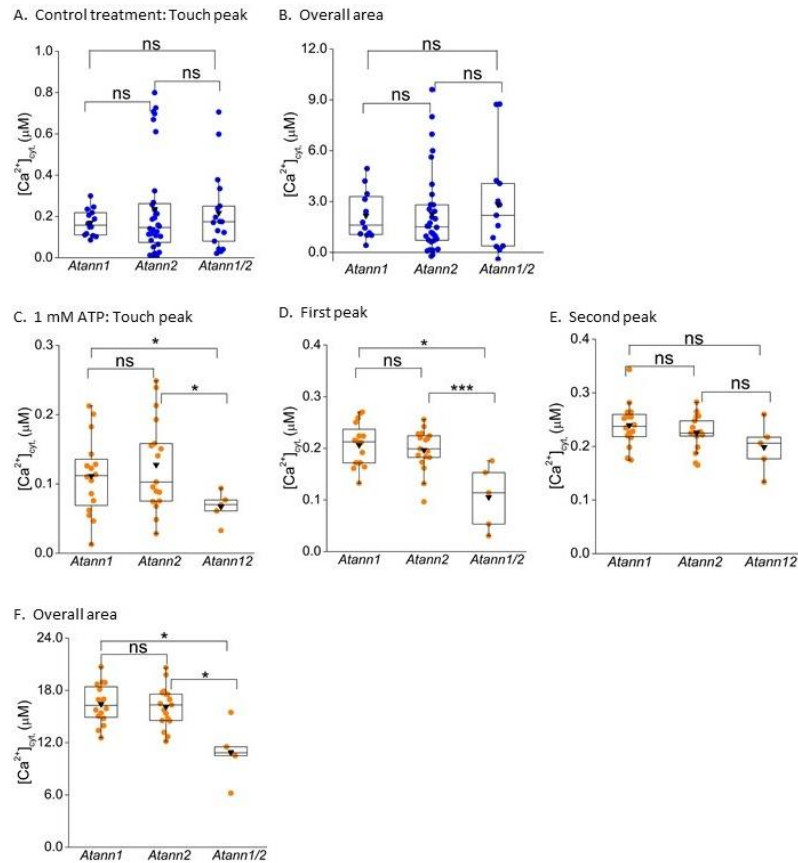 A. Control treatment: Touch peak
B. Overall area
ns
ns
ns
[Ca2+]cyt. (μM)
1.0
0.8
0.6
0.4
0.2
0.0
Atann1 Atann2 Atann1/2
ns
ns
ns
[Ca2+]cyt. (μM)
12.0
9.0
6.0
3.0
0.0
Atann1 Atann2 Atann1/2
C. 1 mM ATP: Touch peak
D. First peak
E. Second peak
*
ns
*
[Ca2+]cyt. (μM)
0.3
0.2
0.1
0.0
Atann1 Atann2 Atann12
*
ns
***
[Ca2+]cyt. (μM)
0.4
0.3
0.2
0.1
0.0
Atann1 Atann2 Atann1/2
ns
ns
ns
[Ca2+]cyt. (μM)
0.4
0.3
0.2
0.1
0.0
Atann1 Atann2 Atann12
F. Overall area
*
ns
*
[Ca2+]cyt. (μM)
24.0
18.0
12.0
6.0
0.0
Atann1 Atann2 Atann1/2